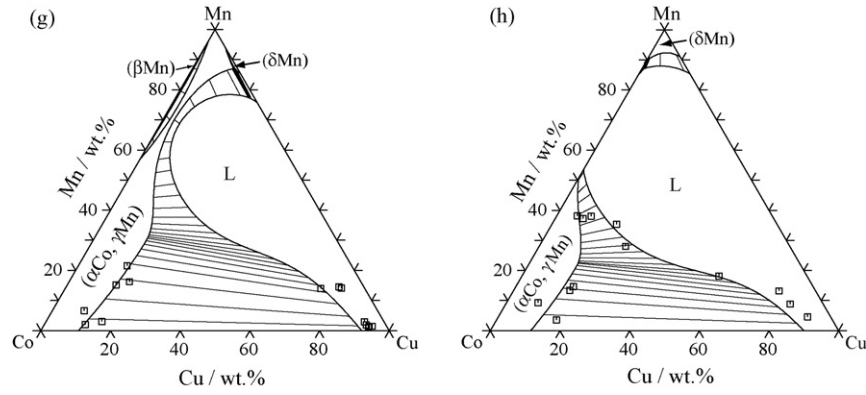 (g)
Mn
(βMn)
(δMn)
80
60
40
20
Mn / wt.%
L
(αCo, γMn)
Co
20
40
60
80
Cu
Cu / wt.%
(h)
Mn
(δMn)
80
60
40
20
Mn / wt.%
L
(αCo, γMn)
Co
20
40
60
80
Cu
Cu / wt.%